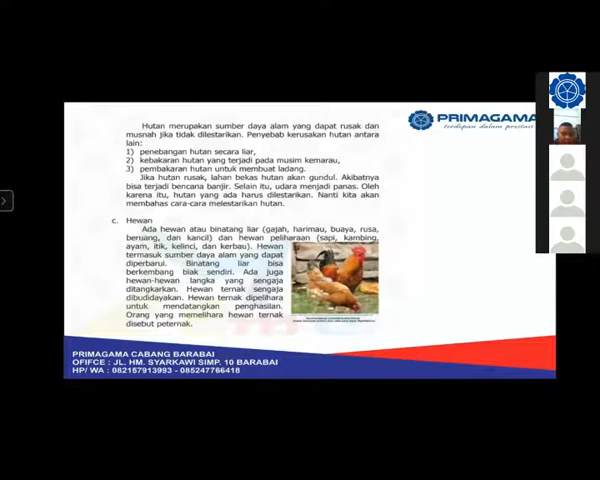 Hutan merupakan sumber daya alam yang dapat rusak dan
musnah jika tidak dilestarikan. Penyebab kerusakan hutan antara
lain:
1) penebangan hutan secara liar,
2) kebakaran hutan yang terjadi pada musim kemarau,
3) pembakaran hutan untuk membuat ladang.
Jika hutan rusak, lahan bekas hutan akan gundul. Akibatnya
bisa terjadi bencana banjir. Selain itu, udara menjadi panas. Oleh
karena itu, hutan yang ada harus dilestarikan. Nanti kita akan
membahas cara-cara melestarikan hutan.
c. Hewan
Ada hewan atau binatang liar (gajah, harimau, buaya, rusa,
beruang, dan kancil) dan hewan peliharaan (sapi, kambing,
ayam, itik, kelinci, dan kerbau). Hewan
termasuk sumber daya alam yang dapat
diperbarui. Binatang liar bisa
berkembang biak sendiri. Ada juga
hewan-hewan langka yang sengaja
ditangkarkan. Hewan ternak sengaja
dibudidayakan. Hewan ternak dipelihara
untuk mendatangkan penghasilan.
Orang yang memelihara hewan ternak
disebut peternak.
PRIMAGAMA
terdepan dalam prestasi
PRIMAGAMA CABANG BARABAI
OFIFCE : JL. HM. SYARKAWI SIMP. 10 BARABAI
HP/ WA : 082157913993 - 085247766418